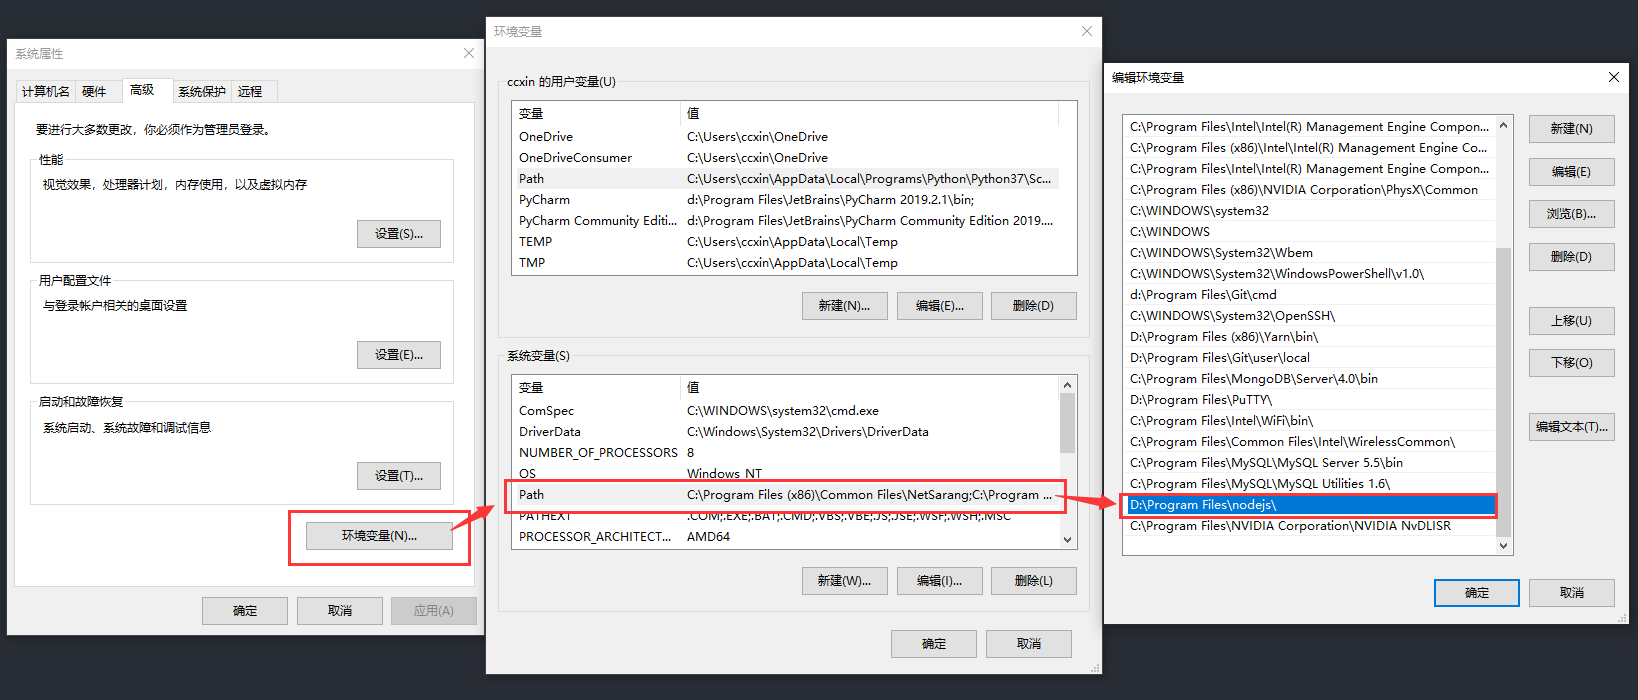 系统属性
计算机名 硬件 高级 系统保护 远程
要进行大多数更改，你必须作为管理员登录。
性能
视觉效果，处理器计划，内存使用，以及虚拟内存
设置(S)...
用户配置文件
与登录帐户相关的桌面设置
设置(E)...
启动和故障恢复
系统启动、系统故障和调试信息
设置(T)...
环境变量(N)...
确定 取消 应用(A)
环境变量
ccxin 的用户变量(U)
变量 值
OneDrive C:\Users\ccxin\OneDrive
OneDriveConsumer C:\Users\ccxin\OneDrive
Path C:\Users\ccxin\AppData\Local\Programs\Python\Python37\Sc...
PyCharm d:\Program Files\JetBrains\PyCharm 2019.2.1\bin;
PyCharm Community Editi... d:\Program Files\JetBrains\PyCharm Community Edition 2019....
TEMP C:\Users\ccxin\AppData\Local\Temp
TMP C:\Users\ccxin\AppData\Local\Temp
新建(N)... 编辑(E)... 删除(D)
系统变量(S)
变量 值
ComSpec C:\WINDOWS\system32\cmd.exe
DriverData C:\Windows\System32\Drivers\DriverData
NUMBER_OF_PROCESSORS 8
OS Windows_NT
Path C:\Program Files (x86)\Common Files\NetSarang;C:\Program ...
PATHEXT .COM;.EXE;.BAT;.CMD;.VBS;.VBE;.JS;.JSE;.WSF;.WSH;.MSC
PROCESSOR_ARCHITECT... AMD64
新建(W)... 编辑(I)... 删除(L)
确定 取消
编辑环境变量
C:\Program Files\Intel\Intel(R) Management Engine Compon...
C:\Program Files (x86)\Intel\Intel(R) Management Engine Co...
C:\Program Files\Intel\Intel(R) Management Engine Compon...
C:\Program Files (x86)\NVIDIA Corporation\PhysX\Common
C:\WINDOWS\system32
C:\WINDOWS
C:\WINDOWS\System32\Wbem
C:\WINDOWS\System32\WindowsPowerShell\v1.0\
d:\Program Files\Git\cmd
C:\WINDOWS\System32\OpenSSH\
D:\Program Files (x86)\Yarn\bin\
D:\Program Files\Git\user\local
D:\Program Files\MongoDB\Server\4.0\bin
D:\Program Files\PuTTY\
C:\Program Files\Intel\WiFi\bin\
C:\Program Files\Common Files\Intel\WirelessCommon\
C:\Program Files\MySQL\MySQL Server 5.5\bin
C:\Program Files\MySQL\MySQL Utilities 1.6\
D:\Program Files\nodejs\
C:\Program Files\NVIDIA Corporation\NVIDIA NvDLISR
新建(N)
编辑(E)
浏览(B)...
删除(D)
上移(U)
下移(O)
编辑文本(T)...
确定 取消